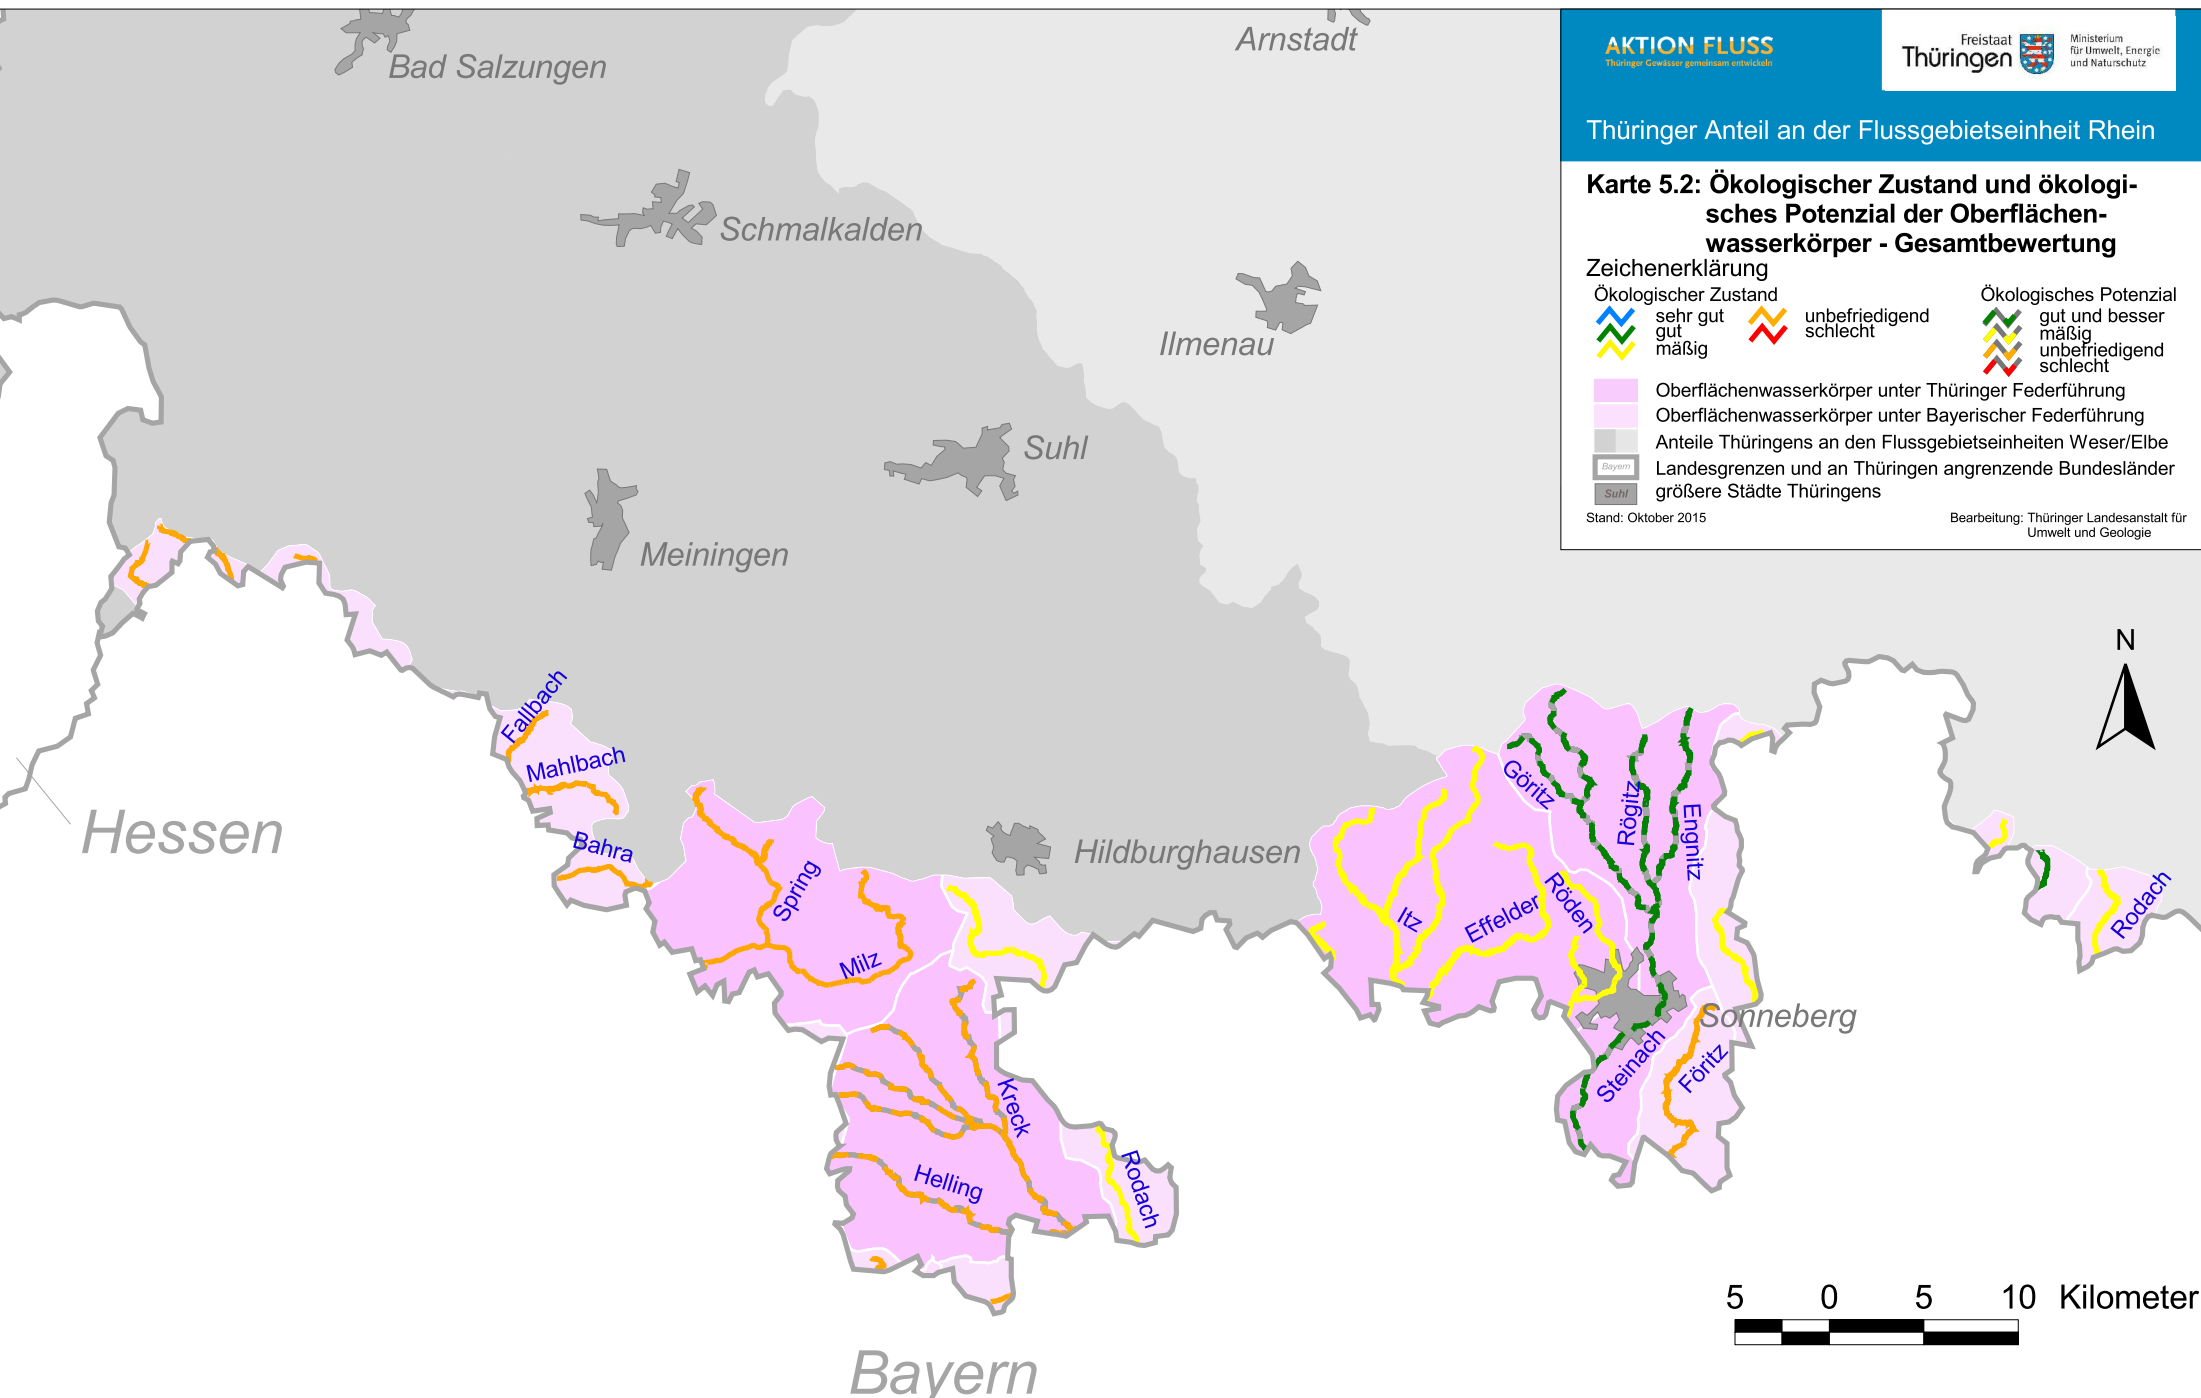 Bad Salzungen
Arnstadt
Schmalkalden
Ilmenau
Suhl
Meiningen
Hildburghausen
Sonneberg
Hessen
Bayern
Fallbach
Mahlbach
Bahra
Spring
Milz
Kreck
Helling
Rodach
Itz
Effelder
Röden
Göritz
Rögitz
Engnitz
Steinach
Föritz
Rodach
AKTION FLUSS
Thüringer Gewässer gemeinsam entwickeln
Freistaat
Thüringen
Ministerium
für Umwelt, Energie
und Naturschutz
Thüringer Anteil an der Flussgebietseinheit Rhein
Karte 5.2: Ökologischer Zustand und ökologi-
sches Potenzial der Oberflächen-
wasserkörper - Gesamtbewertung
Zeichenerklärung
Ökologischer Zustand
sehr gut
gut
mäßig
unbefriedigend
schlecht
Ökologisches Potenzial
gut und besser
mäßig
unbefriedigend
schlecht
Oberflächenwasserkörper unter Thüringer Federführung
Oberflächenwasserkörper unter Bayerischer Federführung
Anteile Thüringens an den Flussgebietseinheiten Weser/Elbe
Bayern
Landesgrenzen und an Thüringen angrenzende Bundesländer
Suhl
größere Städte Thüringens
Stand: Oktober 2015
Bearbeitung: Thüringer Landesanstalt für
Umwelt und Geologie
N
5 0 5 10 Kilometer